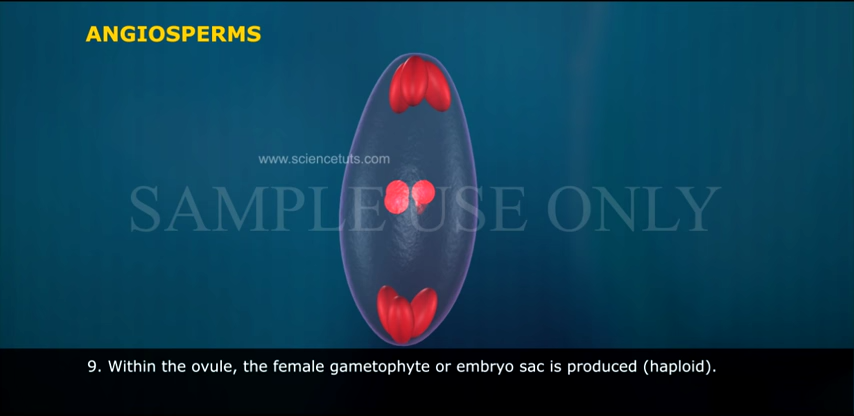 ANGIOSPERMS
www.sciencetuts.com
SAMPLE USE ONLY
9. Within the ovule, the female gametophyte or embryo sac is produced (haploid).